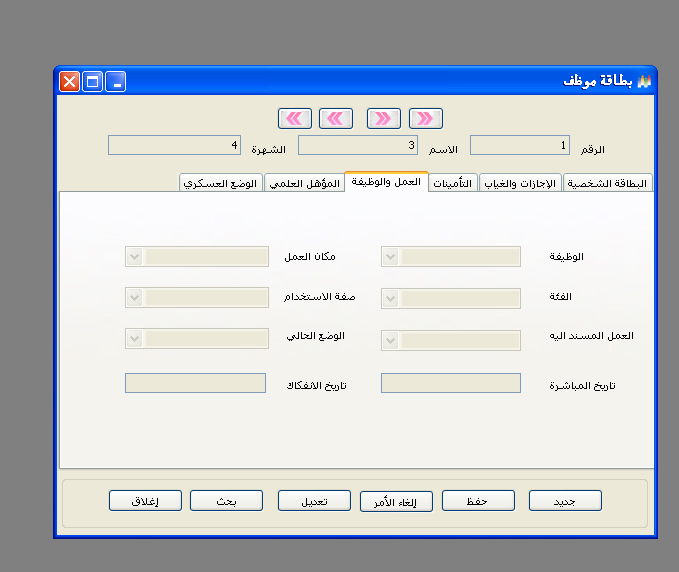 بطاقة موظف
الرقم 1 الاسم 3 الشهرة 4
البطاقة الشخصية الإجازات والغياب التأمينات العمل والوظيفة المؤهل العلمي الوضع العسكري
الوظيفة مكان العمل
الفئة صفة الاستخدام
العمل المسند اليه الوضع الحالي
تاريخ المباشرة تاريخ الانفكاك
جديد حفظ إلغاء الأمر تعديل بحث إغلاق